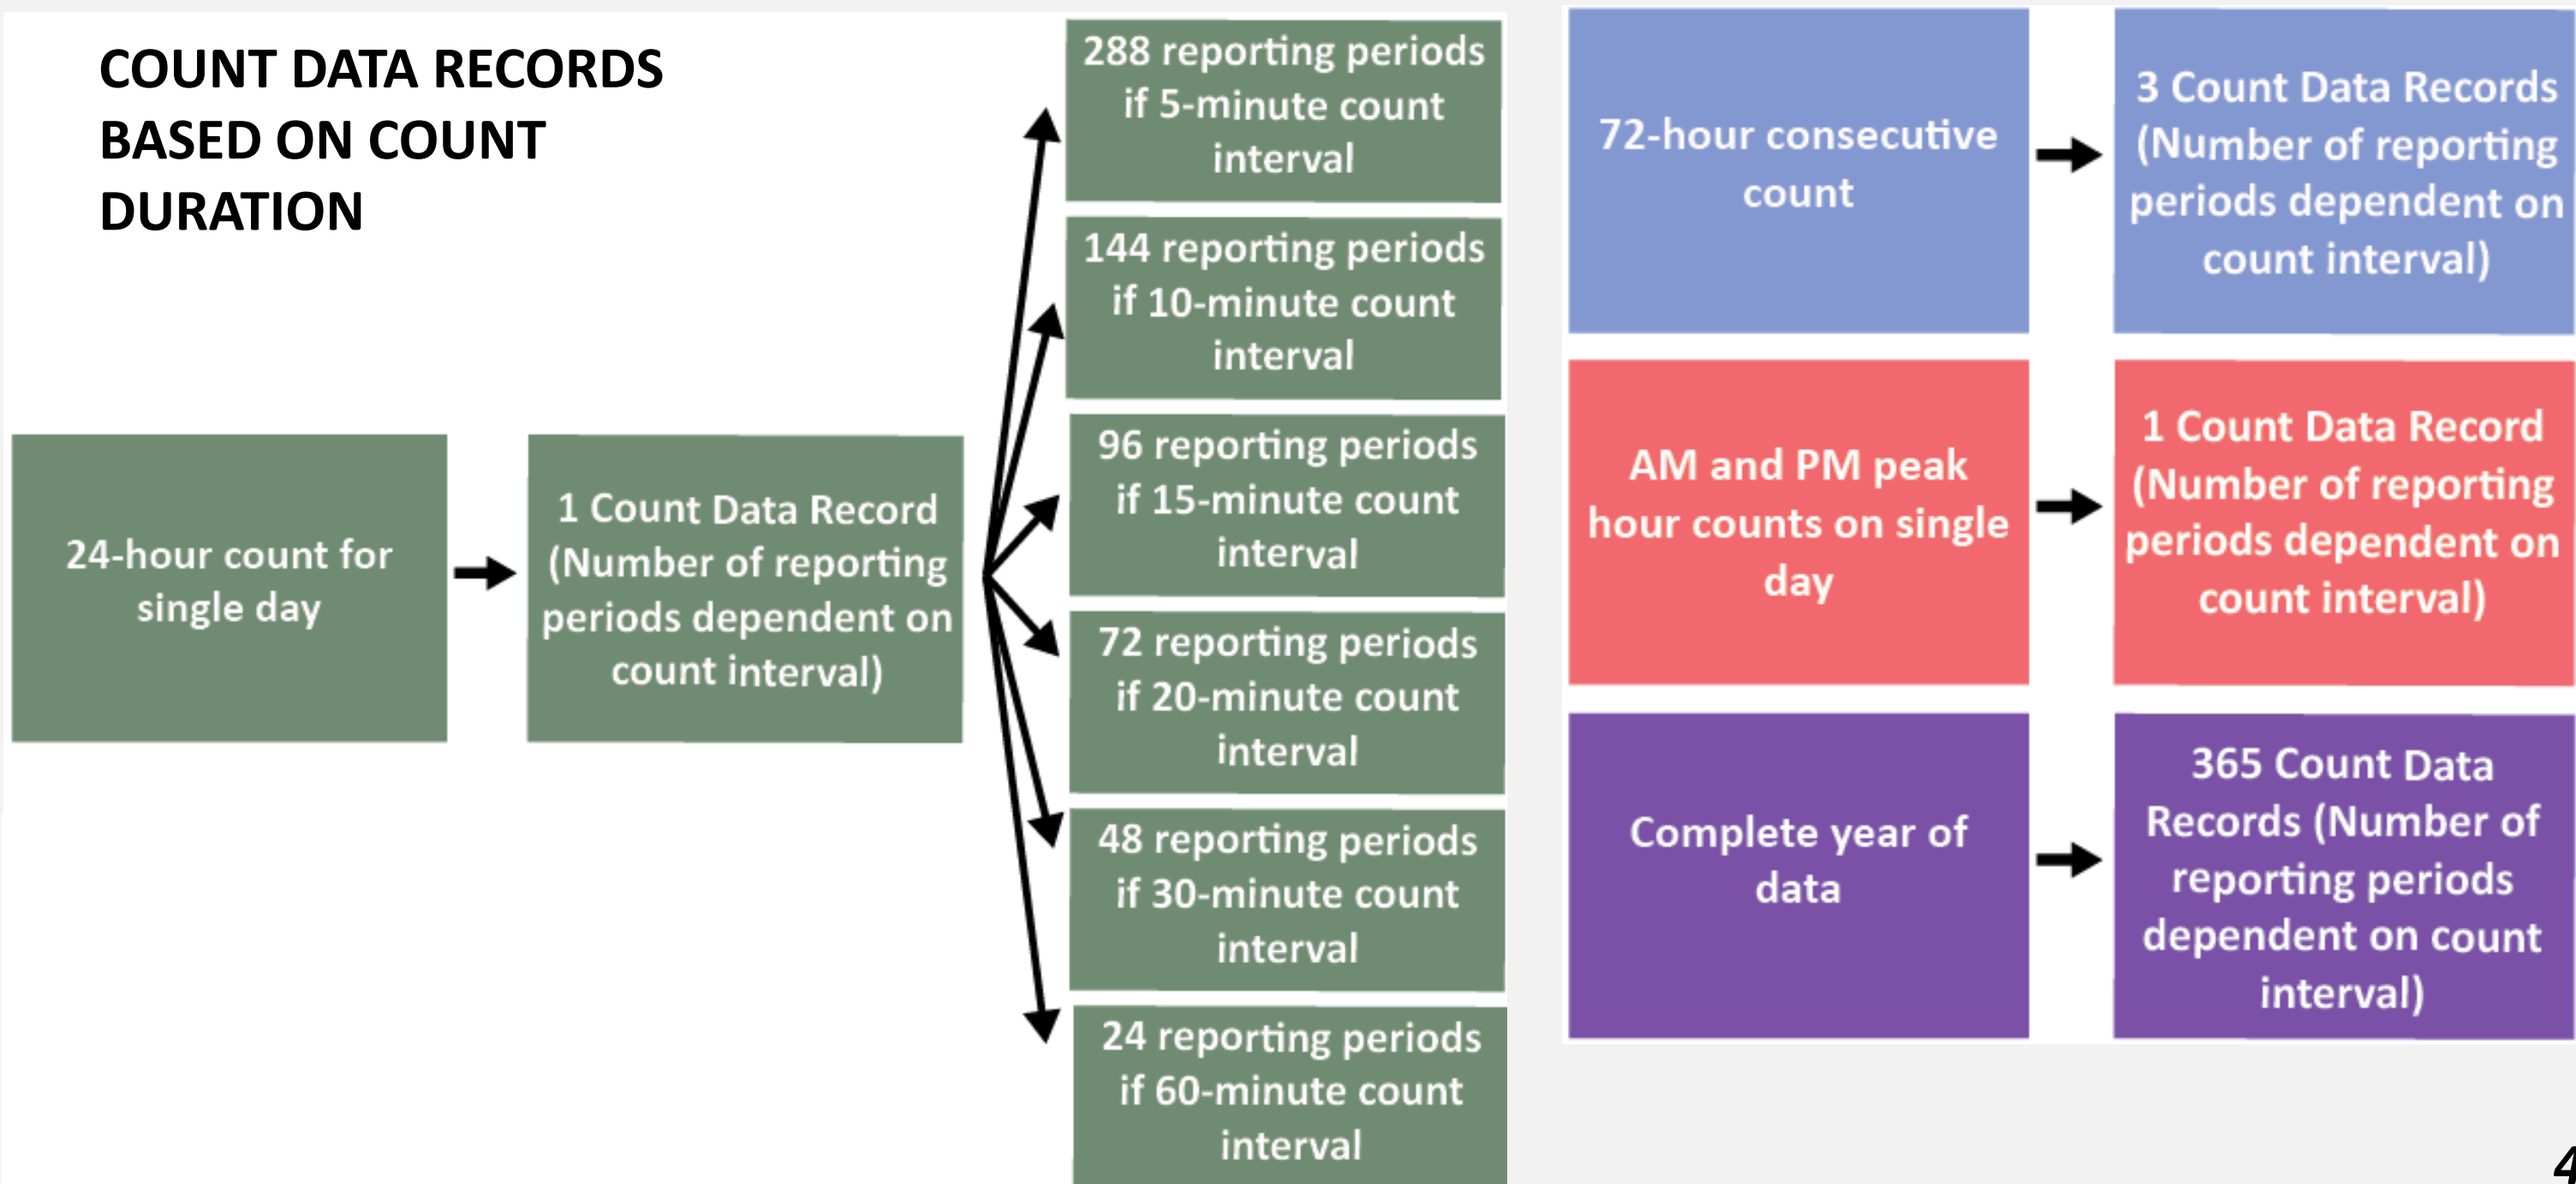 COUNT DATA RECORDS
BASED ON COUNT
DURATION
24-hour count for
single day
1 Count Data Record
(Number of reporting
periods dependent on
count interval)
288 reporting periods
if 5-minute count
interval
144 reporting periods
if 10-minute count
interval
96 reporting periods
if 15-minute count
interval
72 reporting periods
if 20-minute count
interval
48 reporting periods
if 30-minute count
interval
24 reporting periods
if 60-minute count
interval
72-hour consecutive
count
3 Count Data Records
(Number of reporting
periods dependent on
count interval)
AM and PM peak
hour counts on single
day
1 Count Data Record
(Number of reporting
periods dependent on
count interval)
Complete year of
data
365 Count Data
Records (Number of
reporting periods
dependent on count
interval)
4